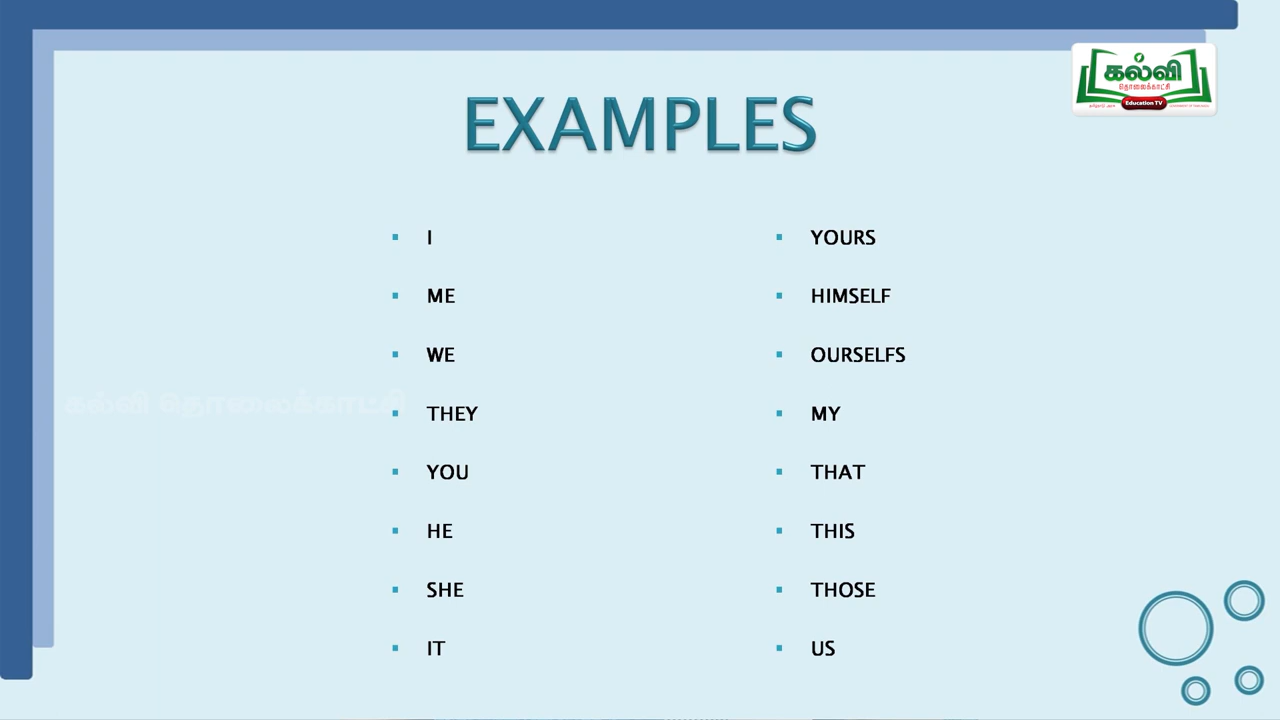 கல்வி
தொலைக்காட்சி
Education TV
EXAMPLES
I
ME
WE
THEY
YOU
HE
SHE
IT
YOURS
HIMSELF
OURSELFS
MY
THAT
THIS
THOSE
US
கல்வி தொலைக்காட்சி